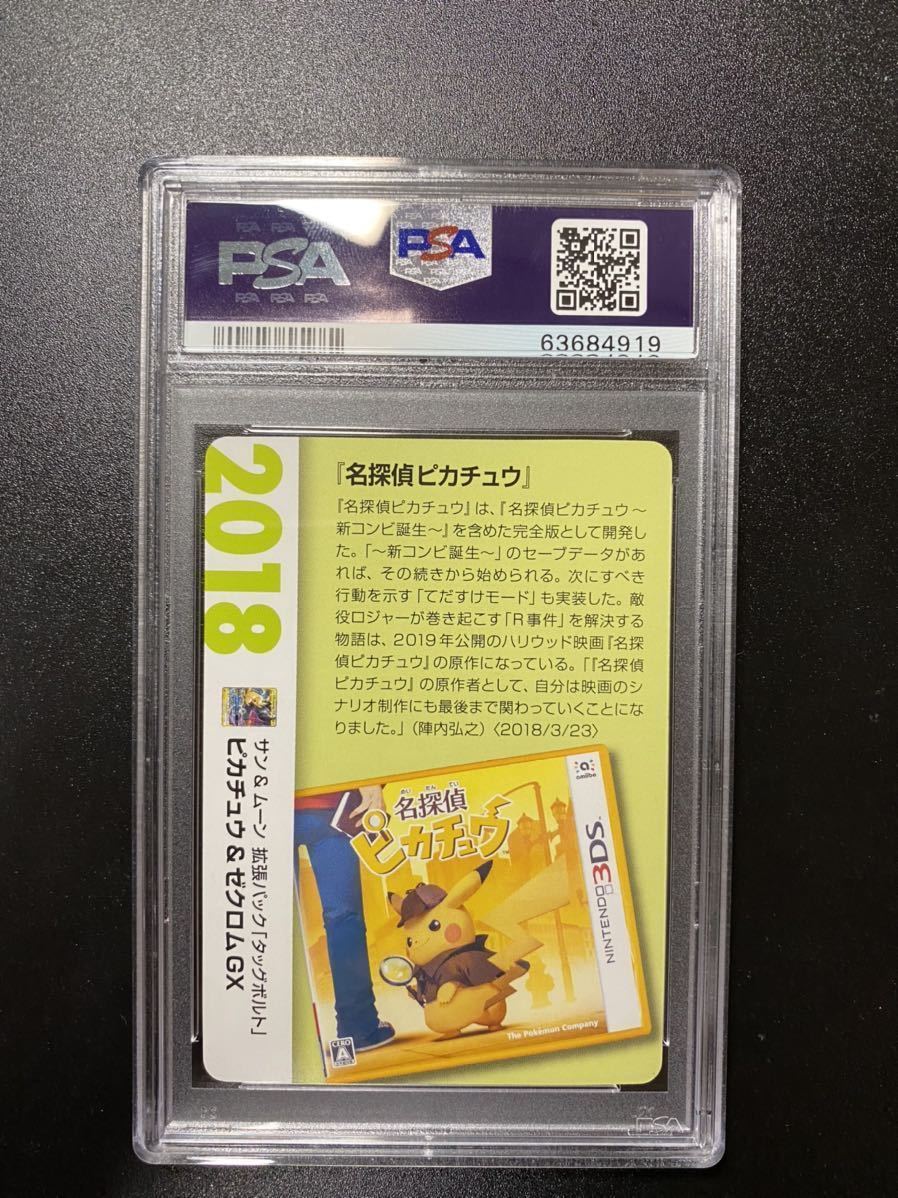 PSA
PSA
63684919
2018
『名探偵ピカチュウ』
『名探偵ピカチュウ』は、『名探偵ピカチュウ～
新コンビ誕生～』を含めた完全版として開発し
た。「～新コンビ誕生～」のセーブデータがあ
れば、その続きから始められる。次にすべき
行動を示す「てだすけモード」も実装した。敵
役ロジャーが巻き起こす「R事件」を解決する
物語は、2019年公開のハリウッド映画『名探
偵ピカチュウ』の原作になっている。「『名探偵
ピカチュウ』の原作者として、自分は映画のシ
ナリオ制作にも最後まで関わっていくことにな
りました。」（陣内弘之）〈2018/3/23〉
サン＆ムーン 拡張パック「タッグボルト」
ピカチュウ＆ゼクロムGX
amiibo
めい たん てい
名探偵
ピカチュウ
NINTENDO 3DS
The Pokémon Company
CERO
A
PSA